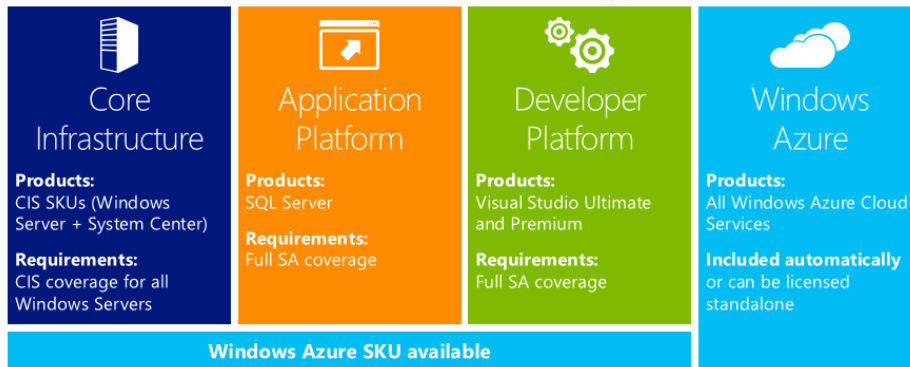 Core
Infrastructure
Products:
CIS SKUs (Windows
Server + System Center)
Requirements:
CIS coverage for all
Windows Servers
Application
Platform
Products:
SQL Server
Requirements:
Full SA coverage
Developer
Platform
Products:
Visual Studio Ultimate
and Premium
Requirements:
Full SA coverage
Windows
Azure
Products:
All Windows Azure Cloud
Services
Included automatically
or can be licensed
standalone
Windows Azure SKU available